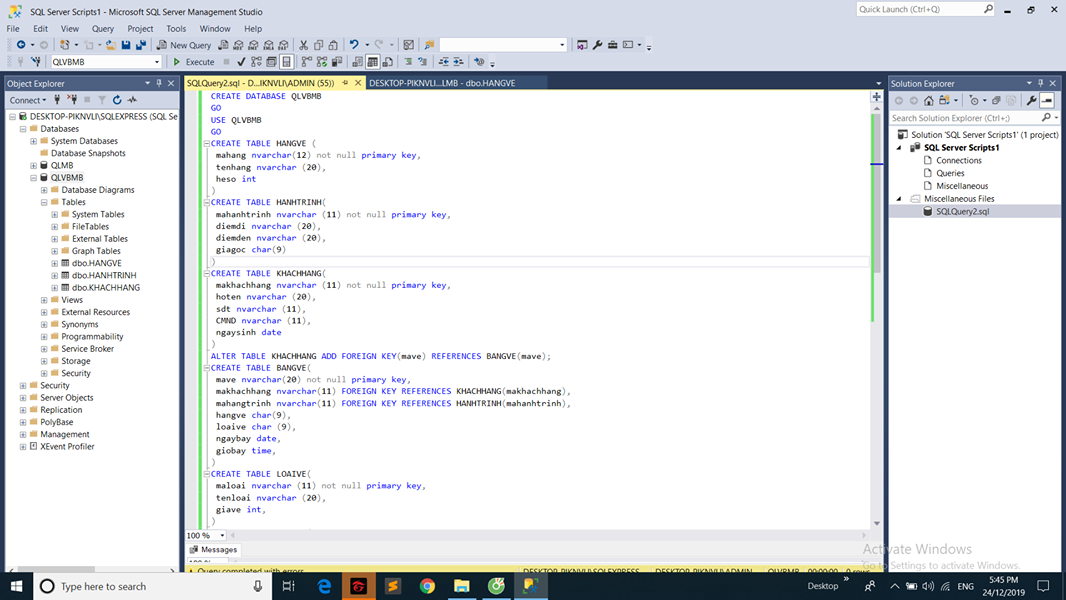 SQL Server Scripts1 - Microsoft SQL Server Management Studio
Quick Launch (Ctrl+Q)
File Edit View Query Project Tools Window Help
New Query
QLVBMB
Execute
Object Explorer
Connect
DESKTOP-PIKNVLI\SQLEXPRESS (SQL Se
Databases
System Databases
Database Snapshots
QLMB
QLVBMB
Database Diagrams
Tables
System Tables
FileTables
External Tables
Graph Tables
dbo.HANGVE
dbo.HANHTRINH
dbo.KHACHHANG
Views
External Resources
Synonyms
Programmability
Service Broker
Storage
Security
Security
Server Objects
Replication
PolyBase
Management
XEvent Profiler
SQLQuery2.sql - D...IKNVLI\ADMIN (55))
DESKTOP-PIKNVLI...LMB - dbo.HANGVE
CREATE DATABASE QLVBMB
GO
USE QLVBMB
GO
CREATE TABLE HANGVE (
mahang nvarchar(12) not null primary key,
tenhang nvarchar (20),
heso int
)
CREATE TABLE HANHTRINH(
mahanhtrinh nvarchar (11) not null primary key,
diemdi nvarchar (20),
diemden nvarchar (20),
giagoc char(9)
)
CREATE TABLE KHACHHANG(
makhachhang nvarchar (11) not null primary key,
hoten nvarchar (20),
sdt nvarchar (11),
CMND nvarchar (11),
ngaysinh date
)
ALTER TABLE KHACHHANG ADD FOREIGN KEY(mave) REFERENCES BANGVE(mave);
CREATE TABLE BANGVE(
mave nvarchar(20) not null primary key,
makhachhang nvarchar(11) FOREIGN KEY REFERENCES KHACHHANG(makhachhang),
mahangtrinh nvarchar(11) FOREIGN KEY REFERENCES HANHTRINH(mahanhtrinh),
hangve char(9),
loaive char (9),
ngaybay date,
giobay time,
)
CREATE TABLE LOAIVE(
maloai nvarchar (11) not null primary key,
tenloai nvarchar (20),
giave int,
)
100 %
Messages
100 %
Query completed with errors.
DESKTOP-PIKNVLI\SQLEXPRESS
DESKTOP-PIKNVLI\ADMIN
QLVBMB
00:00:00
0 rows
Solution Explorer
Search Solution Explorer (Ctrl+;)
Solution 'SQL Server Scripts1' (1 project)
SQL Server Scripts1
Connections
Queries
Miscellaneous
Miscellaneous Files
SQLQuery2.sql
Activate Windows
Go to Settings to activate Windows.
Type here to search
Desktop
ENG
5:45 PM
24/12/2019